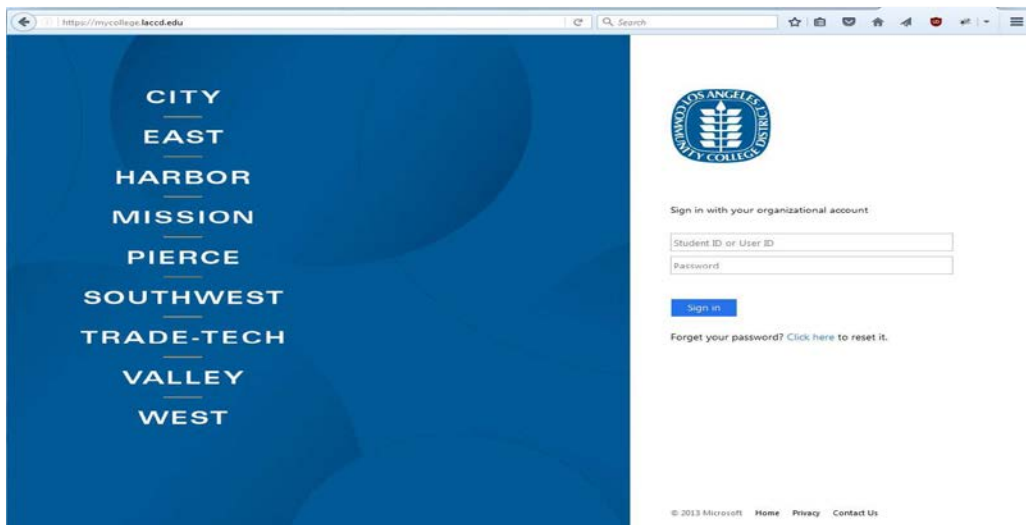 https://mycollege.laccd.edu
Search
CITY
EAST
HARBOR
MISSION
PIERCE
SOUTHWEST
TRADE-TECH
VALLEY
WEST
LOS ANGELES
COMMUNITY COLLEGE DISTRICT
Sign in with your organizational account
Student ID or User ID
Password
Sign in
Forget your password? Click here to reset it.
© 2013 Microsoft Home Privacy Contact Us